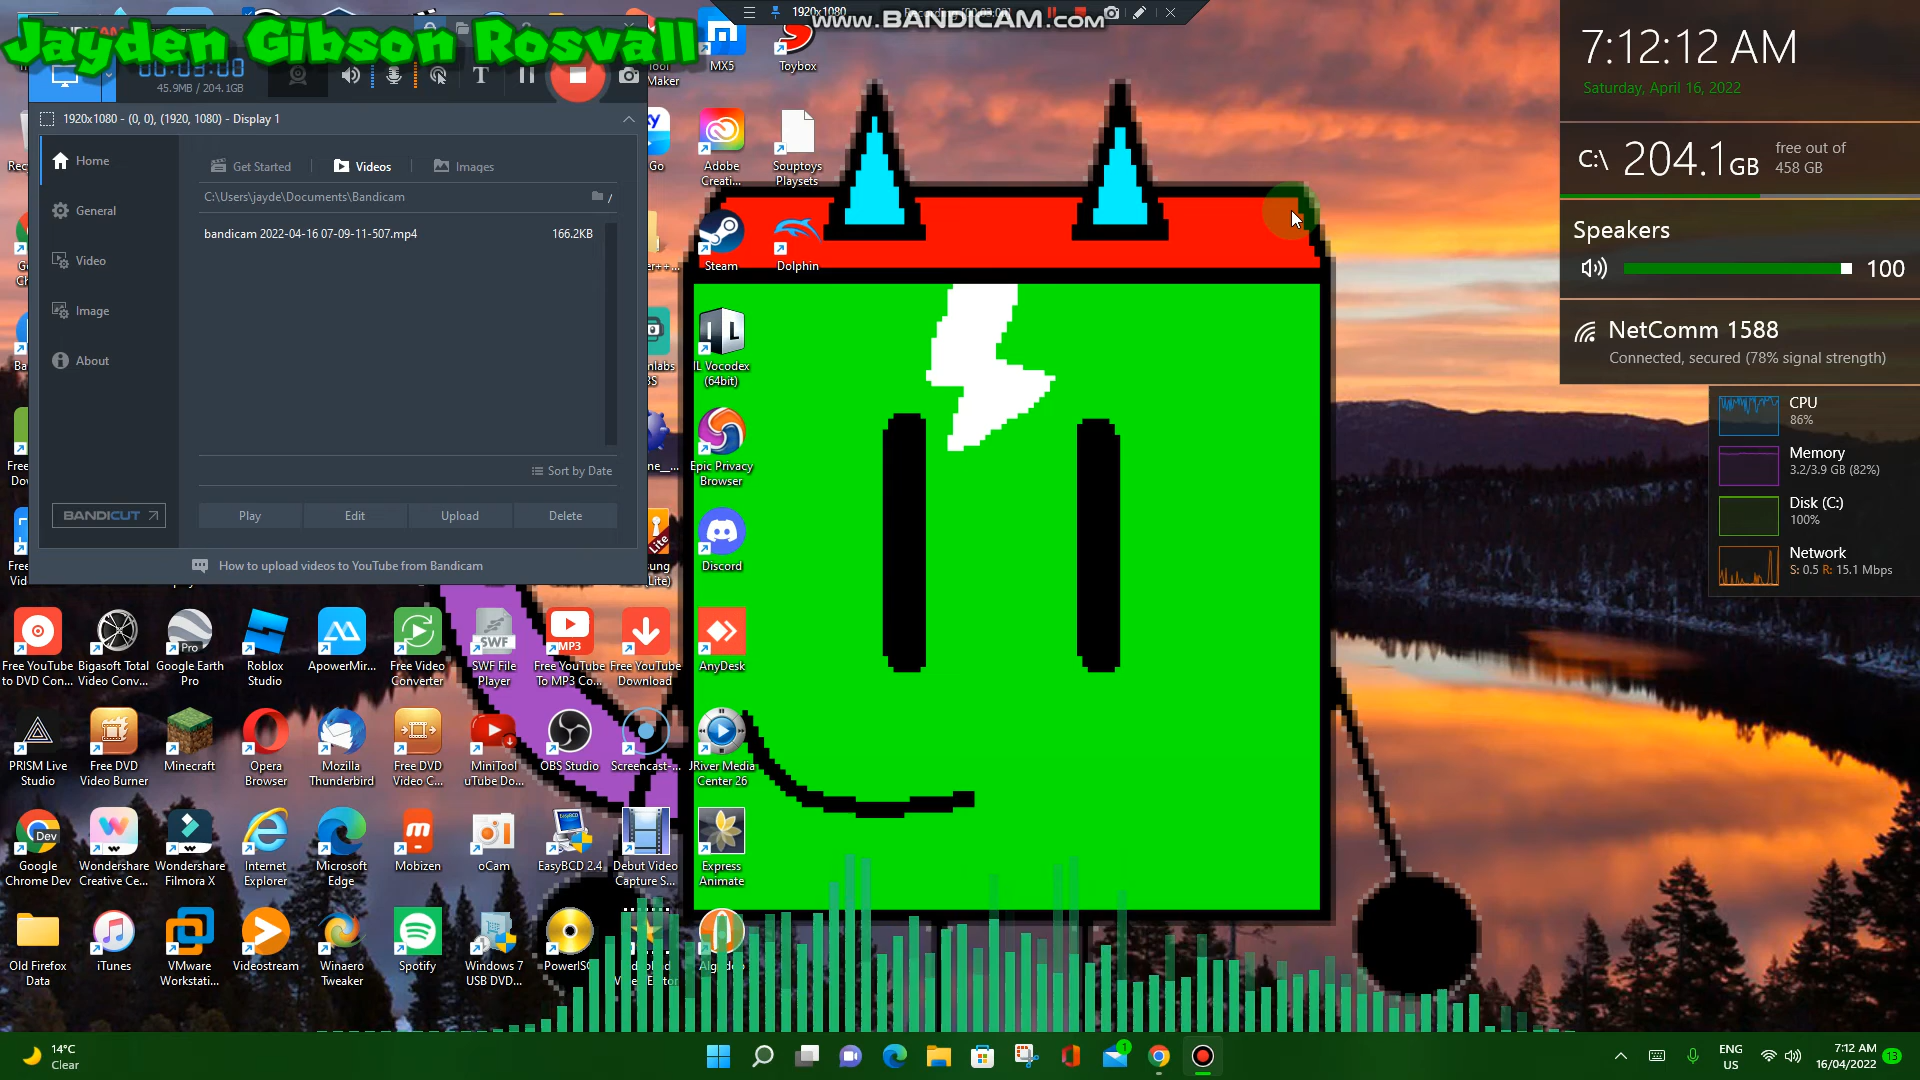 Jayden Gibson Rosvall
www.BANDICAM.com
1920x1080
00:03:00
45.9MB / 204.1GB
1920x1080 - (0, 0), (1920, 1080) - Display 1
Home
General
Video
Image
About
BANDICUT
Get Started
Videos
Images
C:\Users\jayde\Documents\Bandicam
bandicam 2022-04-16 07-09-11-507.mp4
166.2KB
Sort by Date
Play
Edit
Upload
Delete
How to upload videos to YouTube from Bandicam
MX5
Toybox
Maker
Go
Adobe
Creati...
Souptoys
Playsets
Steam
Dolphin
IL Vocodex
(64bit)
Epic Privacy
Browser
Discord
Lite
Free YouTube
to DVD Con...
Bigasoft Total
Video Conv...
Google Earth
Pro
Roblox
Studio
ApowerMir...
Free Video
Converter
SWF
SWF File
Player
MP3
Free YouTube
To MP3 Co...
Free YouTube
Download
AnyDesk
PRISM Live
Studio
Free DVD
Video Burner
Minecraft
Opera
Browser
Mozilla
Thunderbird
Free DVD
Video C...
MiniTool
uTube Do...
OBS Studio
Screencast-...
JRiver Media
Center 26
Dev
Google
Chrome Dev
Wondershare
Creative Ce...
Wondershare
Filmora X
Internet
Explorer
Microsoft
Edge
Mobizen
oCam
EasyBCD 2.4
Debut Video
Capture S...
Express
Animate
Old Firefox
Data
iTunes
VMware
Workstati...
Videostream
Winaero
Tweaker
Spotify
Windows 7
USB DVD...
PowerISO
7:12:12 AM
Saturday, April 16, 2022
C:\ 204.1GB
free out of
458 GB
Speakers
100
NetComm 1588
Connected, secured (78% signal strength)
CPU
86%
Memory
3.2/3.9 GB (82%)
Disk (C:)
100%
Network
S: 0.5 R: 15.1 Mbps
14°C
Clear
1
ENG
US
7:12 AM
16/04/2022
13